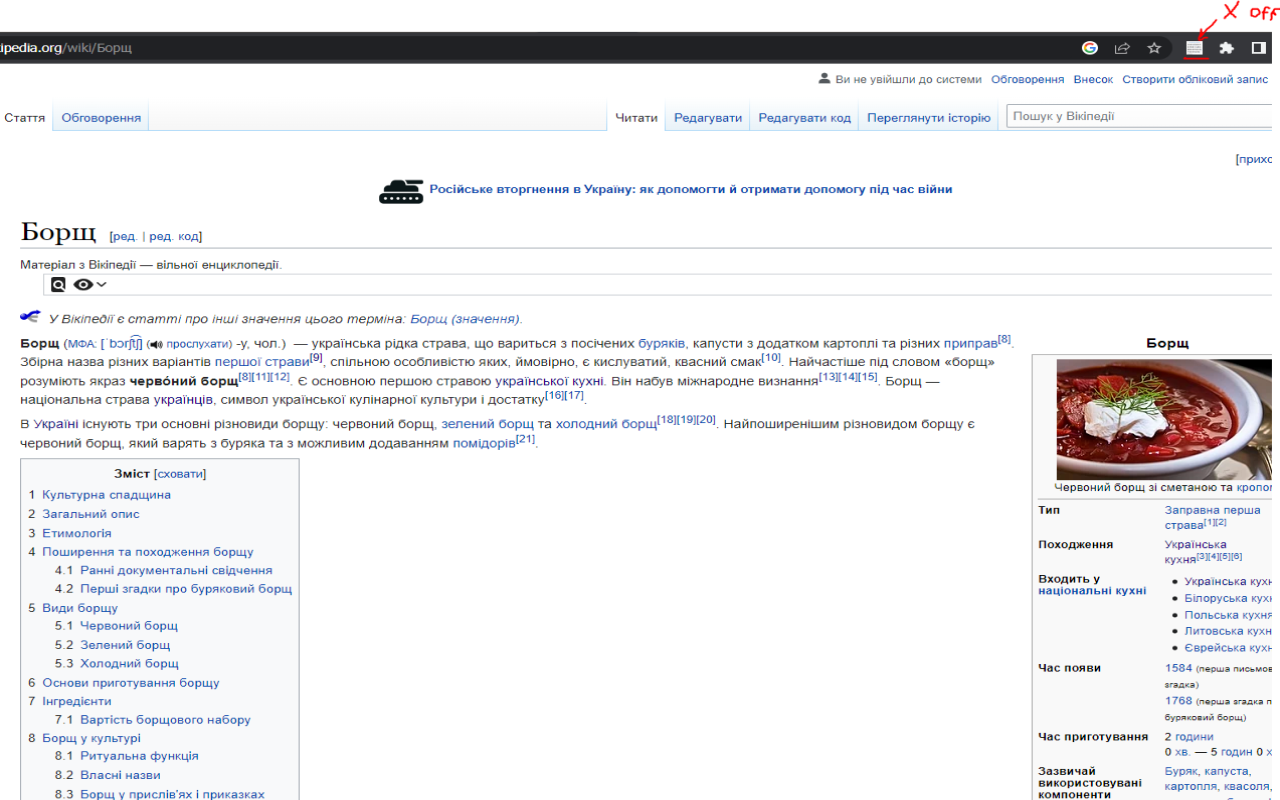 X off
ipedia.org/wiki/Борщ
Ви не увійшли до системи Обговорення Внесок Створити обліковий запис
Стаття Обговорення Читати Редагувати Редагувати код Переглянути історію Пошук у Вікіпедії
[прихо
Російське вторгнення в Україну: як допомогти й отримати допомогу під час війни
Борщ [ред. | ред. код]
Матеріал з Вікіпедії — вільної енциклопедії.
У Вікіпедії є статті про інші значення цього терміна: Борщ (значення).
Борщ (МФА: [ˈbɔrʃt͡ʃ] (прослухати) -у, чол.) — українська рідка страва, що вариться з посічених буряків, капусти з додатком картоплі та різних приправ[8].
Збірна назва різних варіантів першої страви[9], спільною особливістю яких, ймовірно, є кислуватий, квасний смак[10]. Найчастіше під словом «борщ»
розуміють якраз черво́ний борщ[8][11][12]. Є основною першою стравою української кухні. Він набув міжнародне визнання[13][14][15]. Борщ —
національна страва українців, символ української кулінарної культури і достатку[16][17].
В Україні існують три основні різновиди борщу: червоний борщ, зелений борщ та холодний борщ[18][19][20]. Найпоширенішим різновидом борщу є
червоний борщ, який варять з буряка та з можливим додаванням помідорів[21].
Зміст [сховати]
1 Культурна спадщина
2 Загальний опис
3 Етимологія
4 Поширення та походження борщу
4.1 Ранні документальні свідчення
4.2 Перші згадки про буряковий борщ
5 Види борщу
5.1 Червоний борщ
5.2 Зелений борщ
5.3 Холодний борщ
6 Основи приготування борщу
7 Інгредієнти
7.1 Вартість борщового набору
8 Борщ у культурі
8.1 Ритуальна функція
8.2 Власні назви
8.3 Борщ у прислів'ях і приказках
Борщ
Червоний борщ зі сметаною та кропом
Тип Заправна перша
страва[1][2]
Походження Українська
кухня[3][4][5][6]
Входить у
національні кухні
Українська кухн
Білоруська кухн
Польська кухня
Литовська кухн
Єврейська кухн
Час появи 1584 (перша письмов
згадка)
1768 (перша згадка п
буряковий борщ)
Час приготування 2 години
0 хв. — 5 годин 0 х
Зазвичай
використовувані
компоненти
Буряк, капуста,
картопля, квасоля,